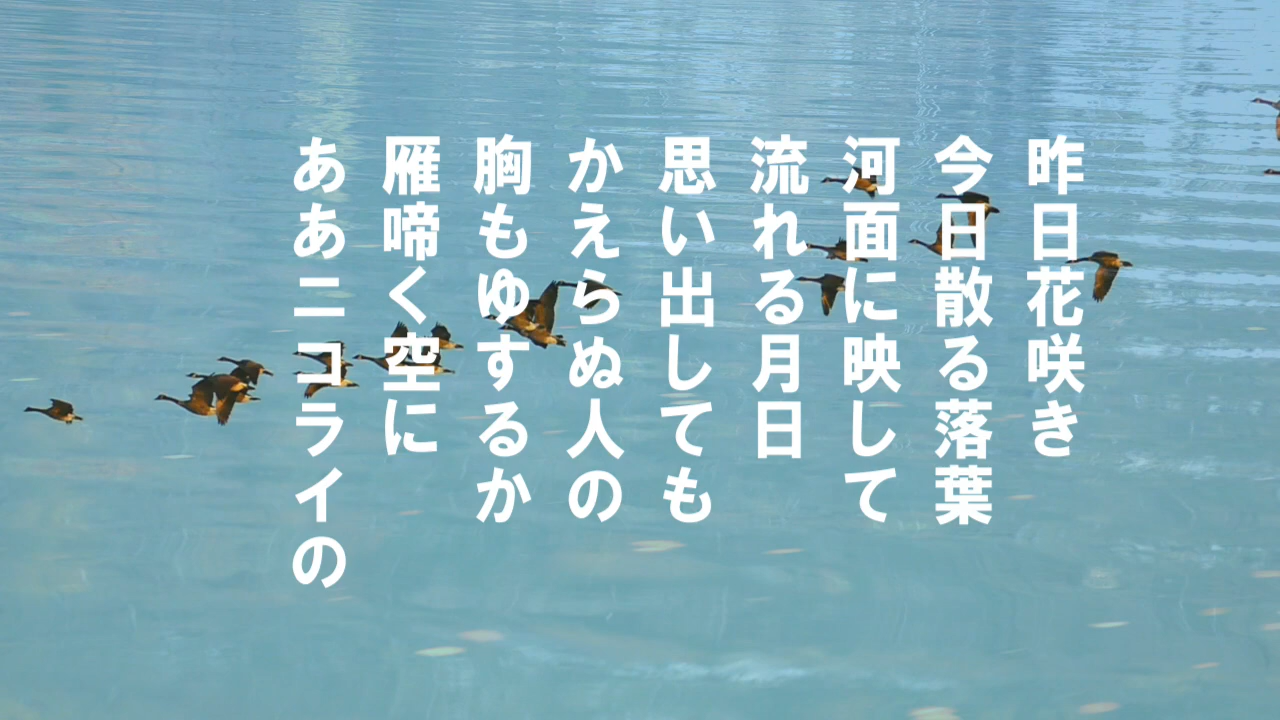 昨日花咲き
今日散る落葉
河面に映して
流れる月日
思い出しても
かえらぬ人の
胸もゆするか
雁啼く空に
ああニコライの